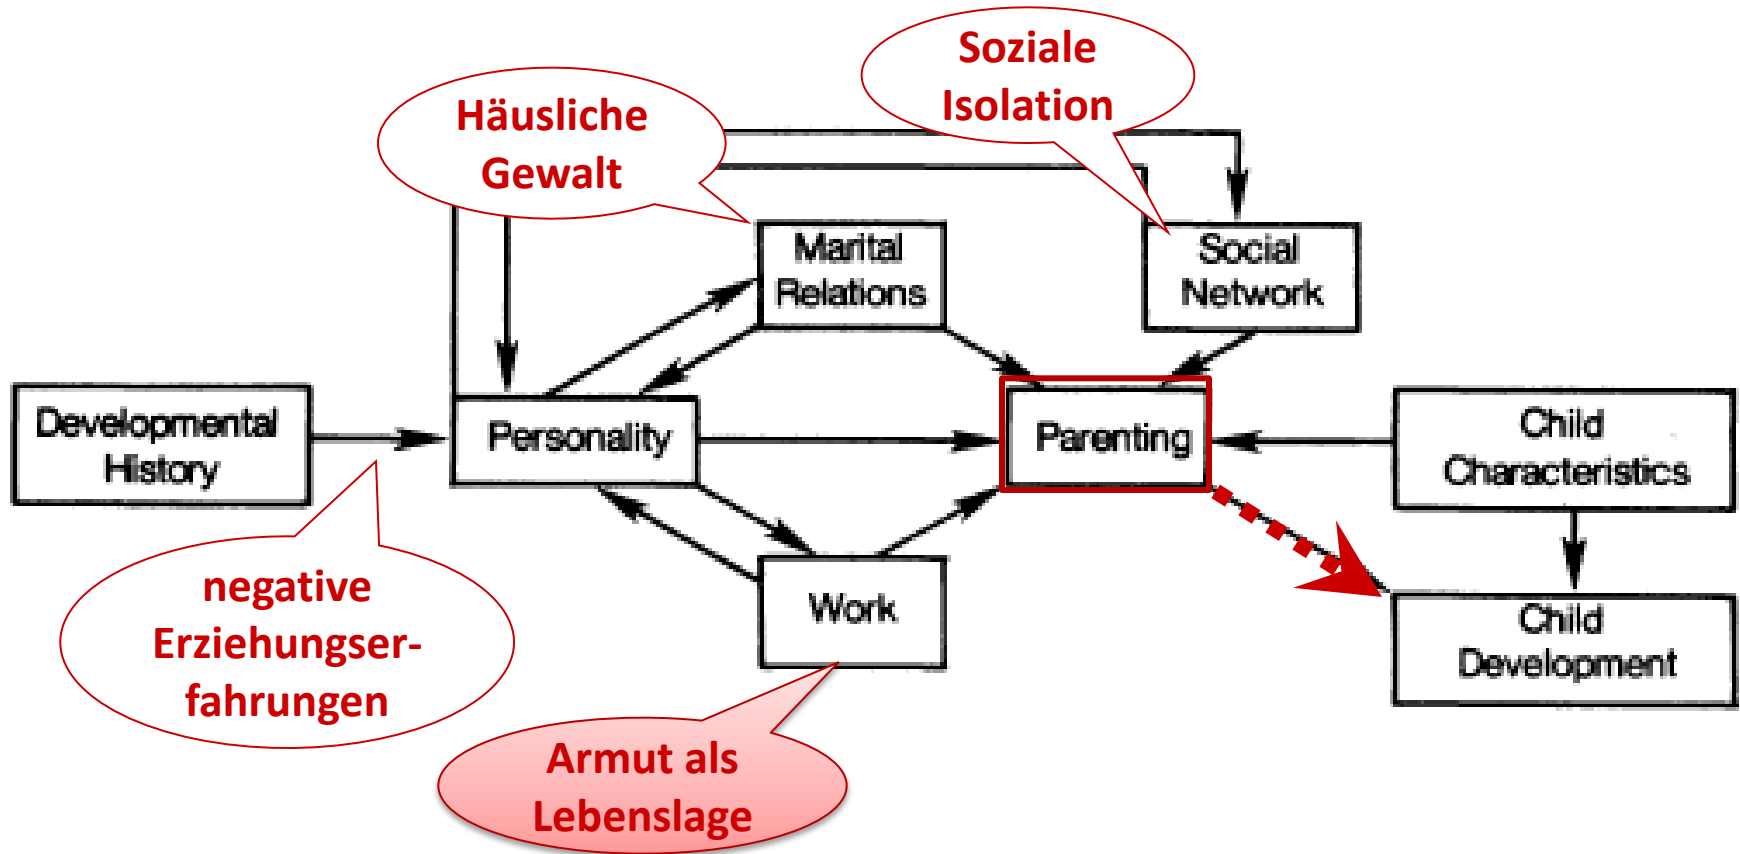 Soziale
Isolation
Häusliche
Gewalt
Marital
Relations
Social
Network
Developmental
History
Personality
Parenting
Child
Characteristics
negative
Erziehungser-
fahrungen
Work
Child
Development
Armut als
Lebenslage